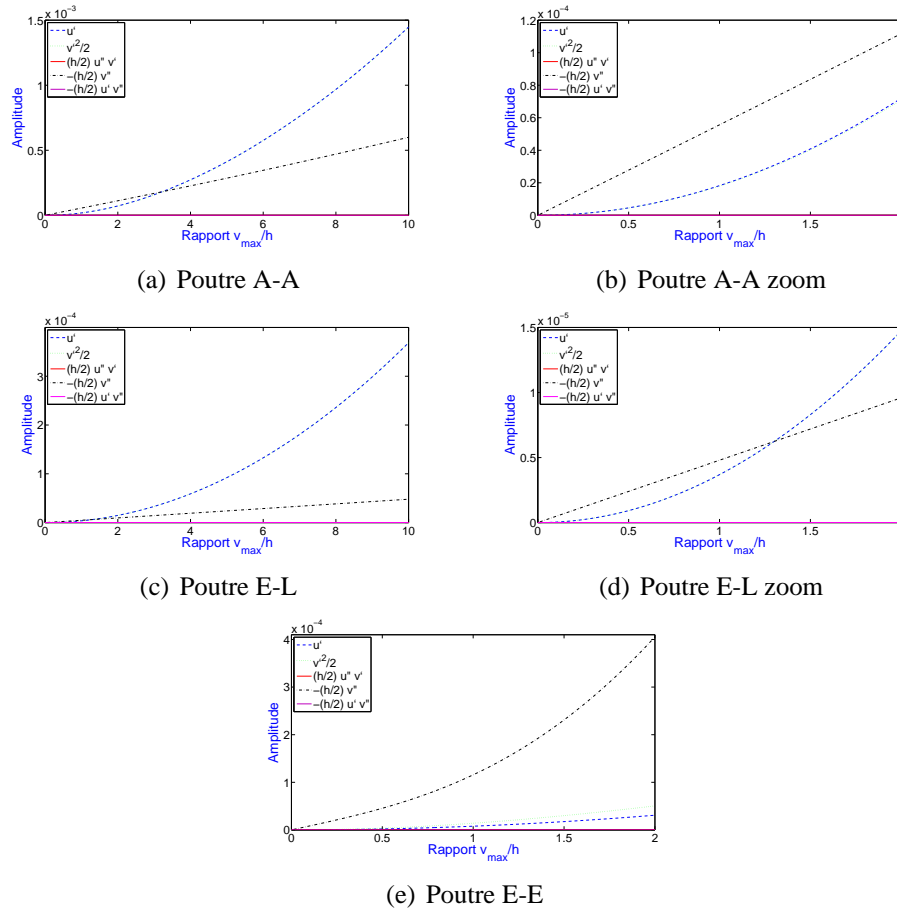 x 10⁻³
1.5
1
0.5
0
Amplitude
u'
v'²/2
(h/2) u" v'
−(h/2) v"
−(h/2) u' v"
0 2 4 6 8 10
Rapport v_max/h
(a) Poutre A-A
x 10⁻⁴
1.2
1
0.8
0.6
0.4
0.2
0
Amplitude
u'
v'²/2
(h/2) u" v'
−(h/2) v"
−(h/2) u' v"
0 0.5 1 1.5
Rapport v_max/h
(b) Poutre A-A zoom
x 10⁻⁴
3
2
1
0
Amplitude
u'
v'²/2
(h/2) u" v'
−(h/2) v"
−(h/2) u' v"
0 2 4 6 8 10
Rapport v_max/h
(c) Poutre E-L
x 10⁻⁵
1.5
1
0.5
0
Amplitude
u'
v'²/2
(h/2) u" v'
−(h/2) v"
−(h/2) u' v"
0 0.5 1 1.5
Rapport v_max/h
(d) Poutre E-L zoom
x 10⁻⁴
4
3
2
1
0
Amplitude
u'
v'²/2
(h/2) u" v'
−(h/2) v"
−(h/2) u' v"
0 0.5 1 1.5 2
Rapport v_max/h
(e) Poutre E-E